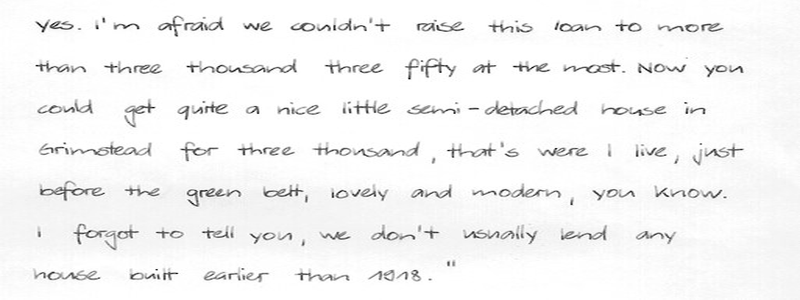 yes. I'm afraid we couldn't raise this loan to more
than three thousand three fifty at the most. Now you
could get quite a nice little semi-detached house in
Grimstead for three thousand, that's were I live, just
before the green belt, lovely and modern, you know.
I forgot to tell you, we don't usually lend any
house built earlier than 1918."